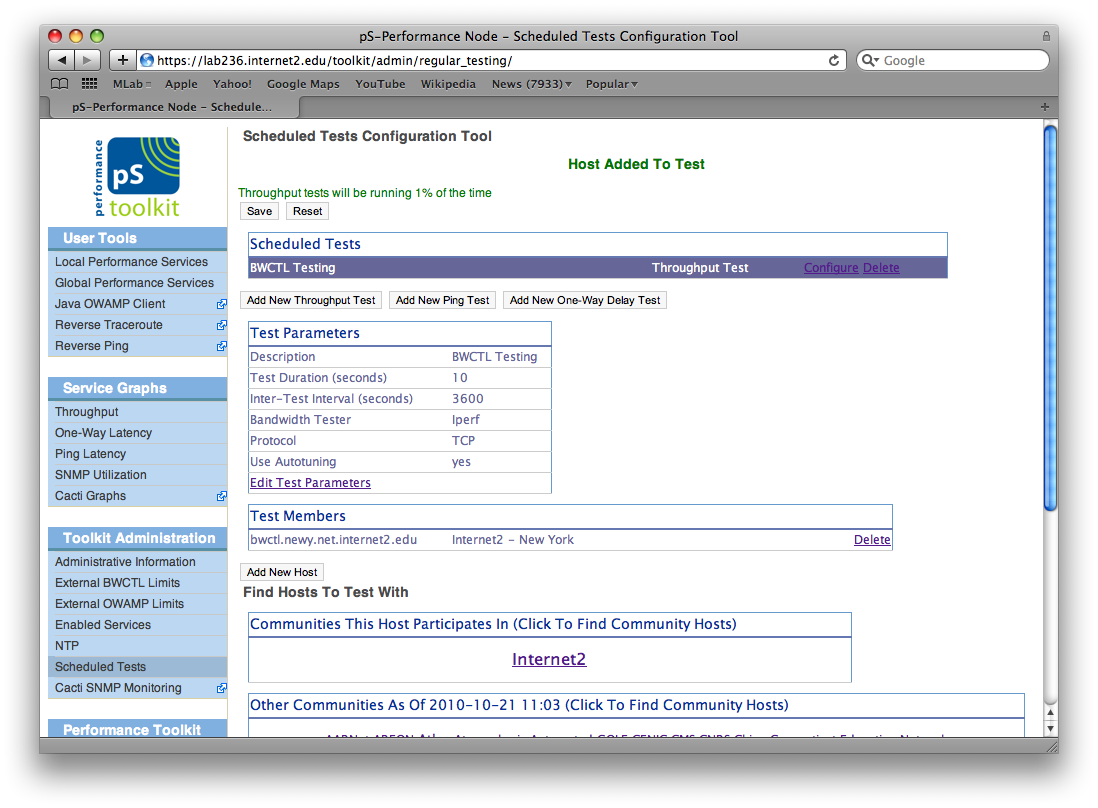 pS-Performance Node – Scheduled Tests Configuration Tool
https://lab236.internet2.edu/toolkit/admin/regular_testing/
Google
MLab Apple Yahoo! Google Maps YouTube Wikipedia News (7933) Popular
pS-Performance Node – Schedule...
performance
pS
toolkit
User Tools
Local Performance Services
Global Performance Services
Java OWAMP Client
Reverse Traceroute
Reverse Ping
Service Graphs
Throughput
One-Way Latency
Ping Latency
SNMP Utilization
Cacti Graphs
Toolkit Administration
Administrative Information
External BWCTL Limits
External OWAMP Limits
Enabled Services
NTP
Scheduled Tests
Cacti SNMP Monitoring
Performance Toolkit
Scheduled Tests Configuration Tool
Host Added To Test
Throughput tests will be running 1% of the time
Save Reset
Scheduled Tests
BWCTL Testing Throughput Test Configure Delete
Add New Throughput Test Add New Ping Test Add New One-Way Delay Test
Test Parameters
Description BWCTL Testing
Test Duration (seconds) 10
Inter-Test Interval (seconds) 3600
Bandwidth Tester Iperf
Protocol TCP
Use Autotuning yes
Edit Test Parameters
Test Members
bwctl.newy.net.internet2.edu Internet2 – New York Delete
Add New Host
Find Hosts To Test With
Communities This Host Participates In (Click To Find Community Hosts)
Internet2
Other Communities As Of 2010-10-21 11:03 (Click To Find Community Hosts)